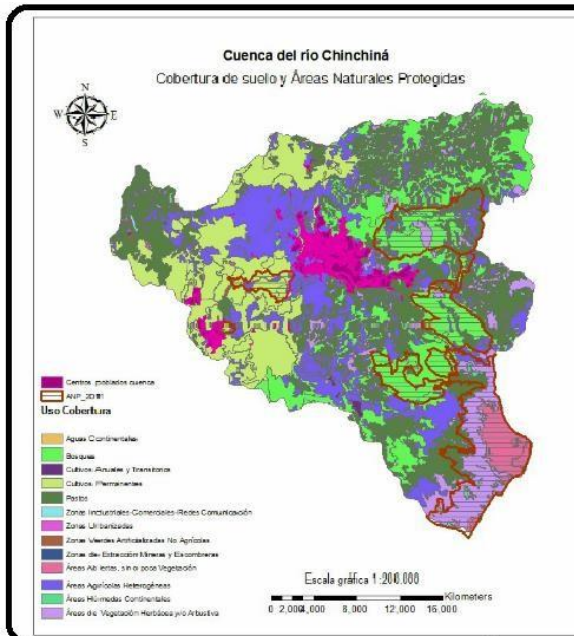 Cuenca del río Chinchiná
Cobertura de suelo y Áreas Naturales Protegidas
N
W E
S
Centros poblados cuenca
Uso Cobertura
Aguas Continentales
Bosques
Cultivos Anuales y Transitorios
Cultivos Permanentes
Pastos
Zonas Industriales-Comerciales-Redes Comunicación
Zonas Urbanizadas
Zonas Verdes Artificializadas No Agrícolas
Zonas de Extracción Mineras y Escombreras
Áreas Abiertas, sin o poca Vegetación
Áreas Agrícolas Heterogéneas
Áreas Húmedas Continentales
Áreas de Vegetación Herbácea y/o Arbustiva
Escala gráfica 1:200.000
Kilometers
0 2,000 4,000 8,000 12,000 16,000